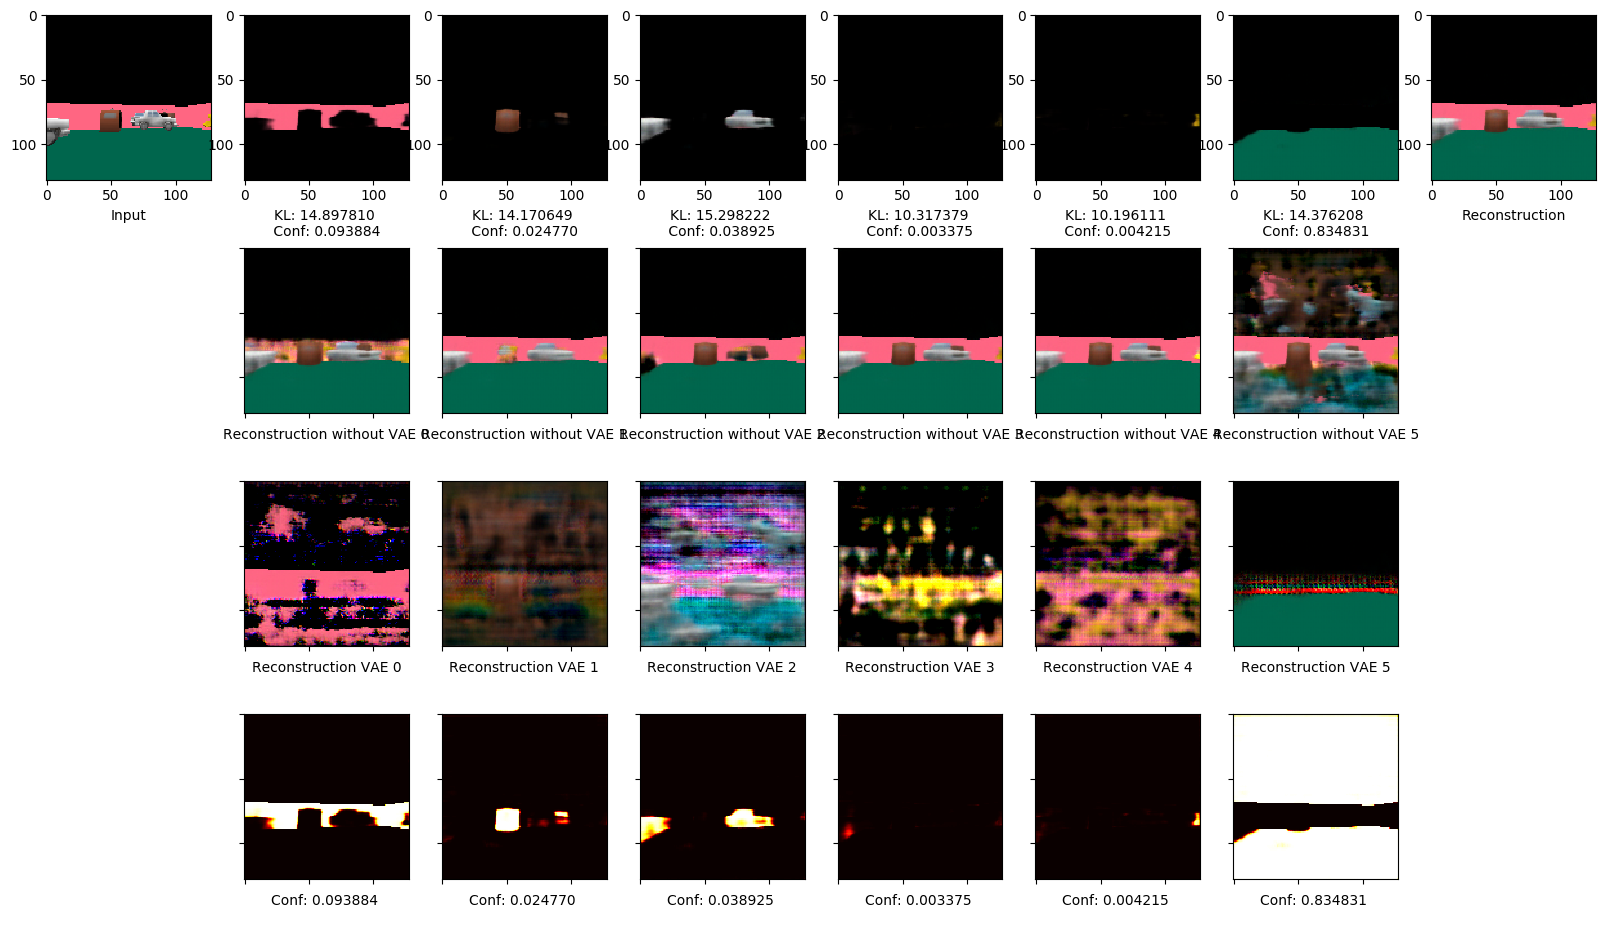 0 0 0 0 0 0 0 0
50 50 50 50 50 50 50 50
100 100 100 100 100 100 100 100
0 50 100 0 50 100 0 50 100 0 50 100 0 50 100 0 50 100 0 50 100 0 50 100
Input KL: 14.897810 KL: 14.170649 KL: 15.298222 KL: 10.317379 KL: 10.196111 KL: 14.376208 Reconstruction
Conf: 0.093884 Conf: 0.024770 Conf: 0.038925 Conf: 0.003375 Conf: 0.004215 Conf: 0.834831
Reconstruction without VAE 0 Reconstruction without VAE 1 Reconstruction without VAE 2 Reconstruction without VAE 3 Reconstruction without VAE 4 Reconstruction without VAE 5
Reconstruction VAE 0 Reconstruction VAE 1 Reconstruction VAE 2 Reconstruction VAE 3 Reconstruction VAE 4 Reconstruction VAE 5
Conf: 0.093884 Conf: 0.024770 Conf: 0.038925 Conf: 0.003375 Conf: 0.004215 Conf: 0.834831